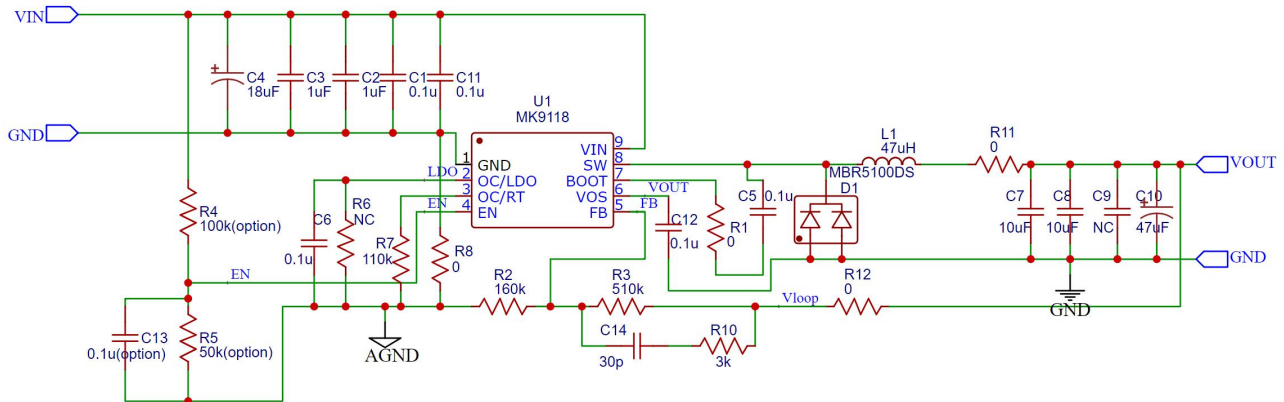 VIN
C4
18uF
C3
1uF
C2
1uF
C1
0.1u
C11
0.1u
GND
U1
MK9118
1
GND
2
OC/LDO
3
OC/RT
4
EN
VIN
9
SW
8
BOOT
7
VOS
6
FB
5
LDO
EN
VOUT
FB
L1
47uH
R11
0
VOUT
MBR5100DS
D1
C5
0.1u
C12
0.1u
R1
0
C7
10uF
C8
10uF
C9
NC
C10
47uF
GND
GND
R4
100k(option)
C6
0.1u
R6
NC
R7
110k
R8
0
EN
R2
160k
R3
510k
Vloop
R12
0
C14
30p
R10
3k
AGND
C13
0.1u(option)
R5
50k(option)